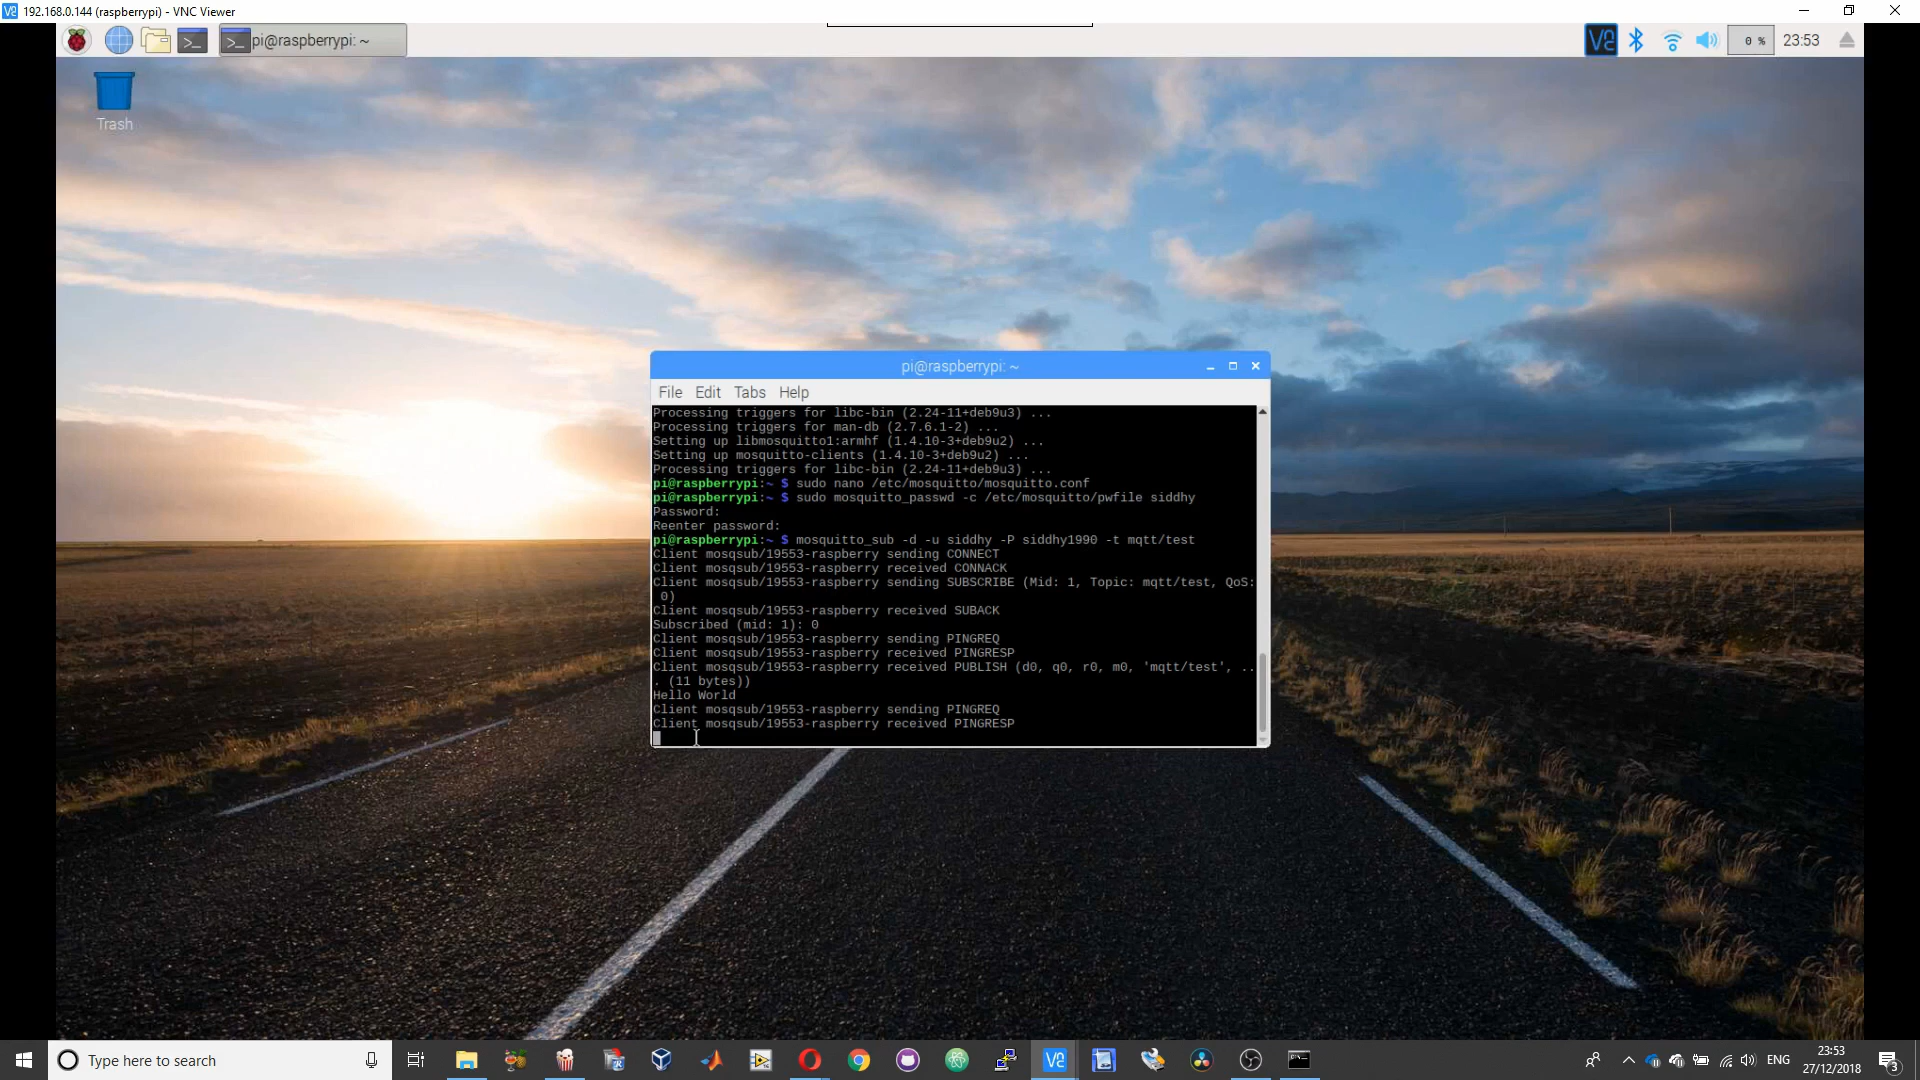 192.168.0.144 (raspberrypi) - VNC Viewer
pi@raspberrypi: ~
0 %
23:53
Trash
pi@raspberrypi: ~
File Edit Tabs Help
Processing triggers for libc-bin (2.24-11+deb9u3) ...
Processing triggers for man-db (2.7.6.1-2) ...
Setting up libmosquitto1:armhf (1.4.10-3+deb9u2) ...
Setting up mosquitto-clients (1.4.10-3+deb9u2) ...
Processing triggers for libc-bin (2.24-11+deb9u3) ...
pi@raspberrypi:~ $ sudo nano /etc/mosquitto/mosquitto.conf
pi@raspberrypi:~ $ sudo mosquitto_passwd -c /etc/mosquitto/pwfile siddhy
Password:
Reenter password:
pi@raspberrypi:~ $ mosquitto_sub -d -u siddhy -P siddhy1990 -t mqtt/test
Client mosqsub/19553-raspberry sending CONNECT
Client mosqsub/19553-raspberry received CONNACK
Client mosqsub/19553-raspberry sending SUBSCRIBE (Mid: 1, Topic: mqtt/test, QoS:
0)
Client mosqsub/19553-raspberry received SUBACK
Subscribed (mid: 1): 0
Client mosqsub/19553-raspberry sending PINGREQ
Client mosqsub/19553-raspberry received PINGRESP
Client mosqsub/19553-raspberry received PUBLISH (d0, q0, r0, m0, 'mqtt/test', ..
. (11 bytes))
Hello World
Client mosqsub/19553-raspberry sending PINGREQ
Client mosqsub/19553-raspberry received PINGRESP
Type here to search
ENG
23:53
27/12/2018
3